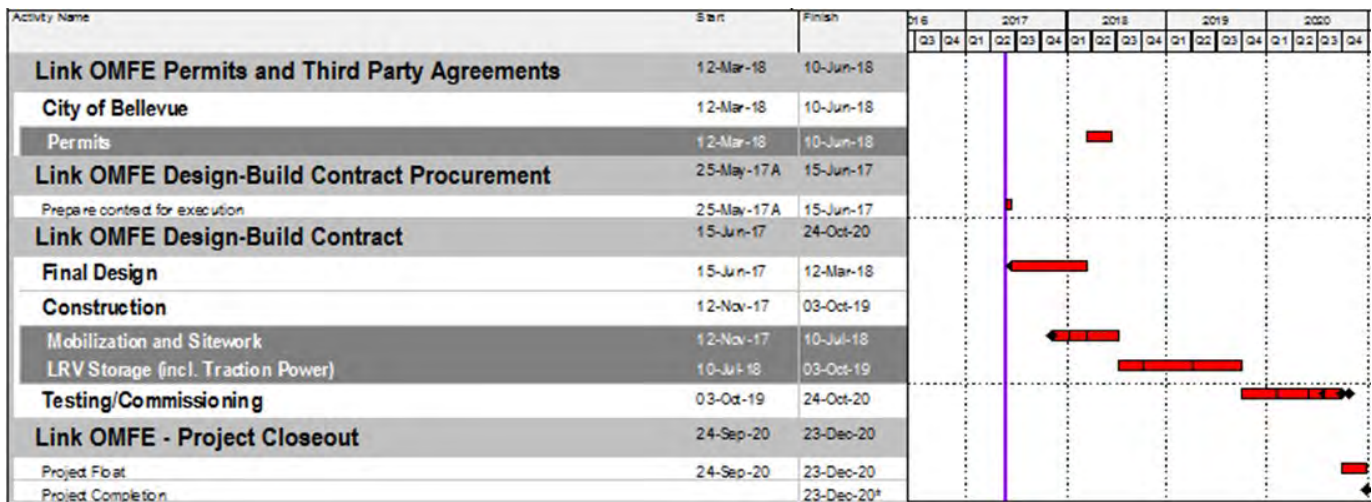 Activity Name Start Finish 016 2017 2018 2019 2020
Q3 Q4 Q1 Q2 Q3 Q4 Q1 Q2 Q3 Q4 Q1 Q2 Q3 Q4 Q1 Q2 Q3 Q4
Link OMFE Permits and Third Party Agreements 12-Mar-18 10-Jun-18
City of Bellevue 12-Mar-18 10-Jun-18
Permits 12-Mar-18 10-Jun-18
Link OMFE Design-Build Contract Procurement 25-May-17A 15-Jun-17
Prepare contract for execution 25-May-17A 15-Jun-17
Link OMFE Design-Build Contract 15-Jun-17 24-Oct-20
Final Design 15-Jun-17 12-Mar-18
Construction 12-Nov-17 03-Oct-19
Mobilization and Sitework 12-Nov-17 10-Jul-18
LRV Storage (incl. Traction Power) 10-Jul-18 03-Oct-19
Testing/Commissioning 03-Oct-19 24-Oct-20
Link OMFE - Project Closeout 24-Sep-20 23-Dec-20
Project Float 24-Sep-20 23-Dec-20
Project Completion 23-Dec-20*